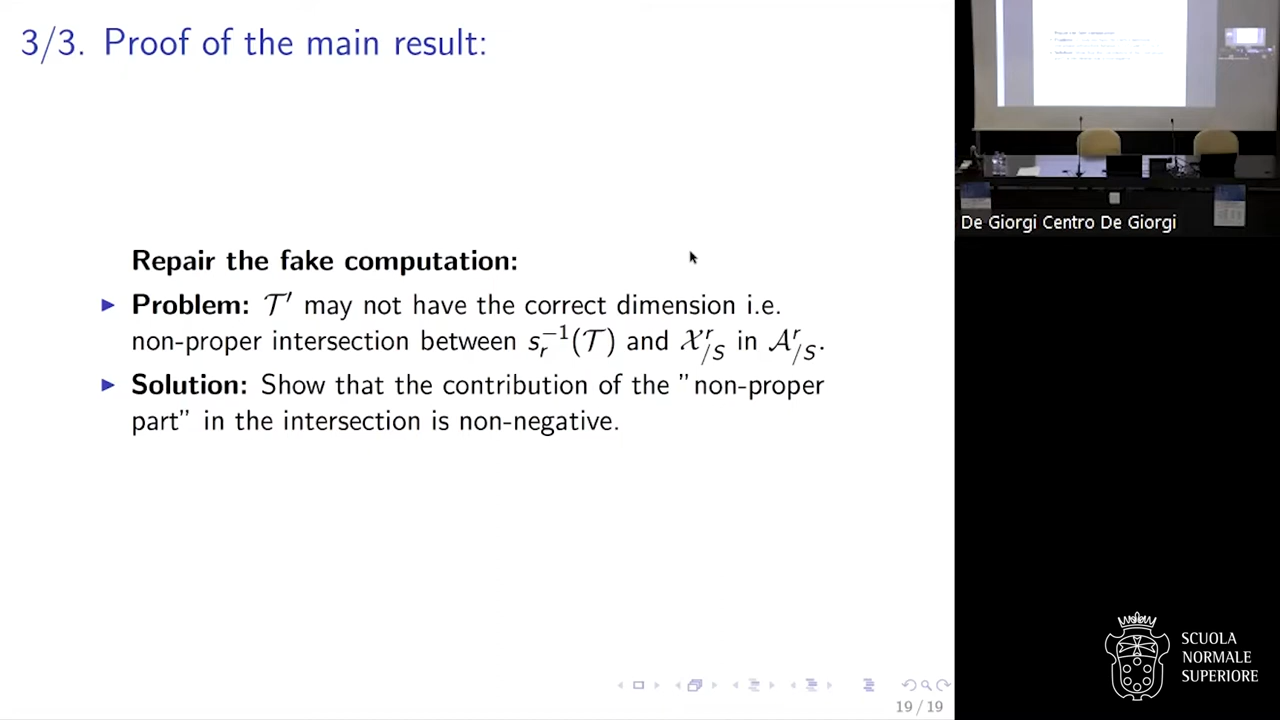 3/3. Proof of the main result:
Repair the fake computation:
▶ Problem: 𝒯′ may not have the correct dimension i.e.
non-proper intersection between s_r^{-1}(𝒯) and 𝒳^r_{/S} in 𝒜^r_{/S}.
▶ Solution: Show that the contribution of the "non-proper
part" in the intersection is non-negative.
19/19
De Giorgi Centro De Giorgi
SCUOLA
NORMALE
SUPERIORE